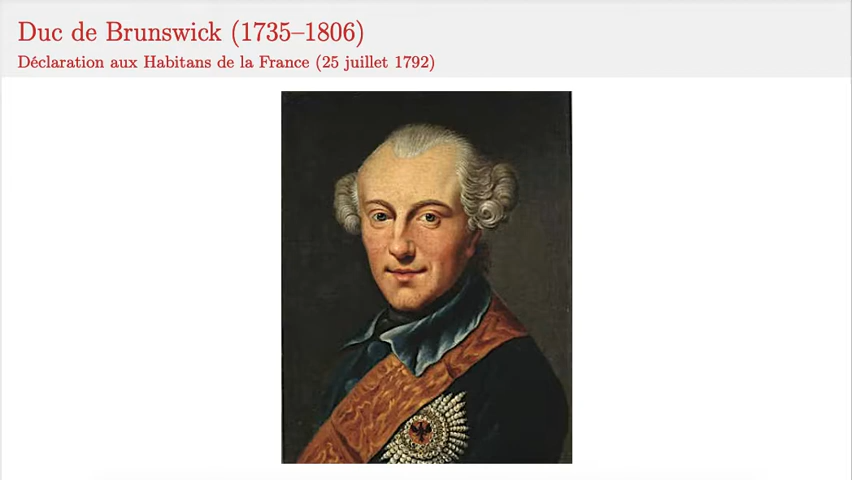 Duc de Brunswick (1735–1806)
Déclaration aux Habitans de la France (25 juillet 1792)